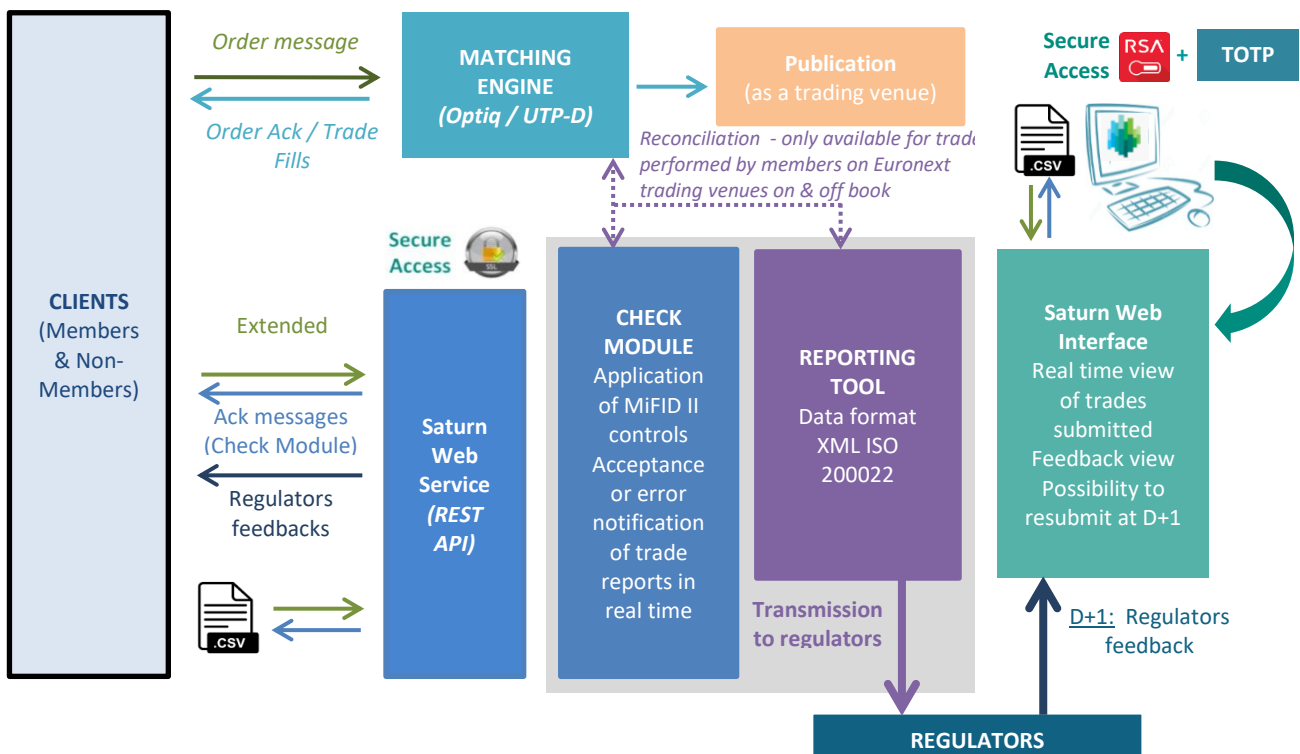 Order message
Order Ack / Trade
Fills
MATCHING
ENGINE
(Optiq / UTP-D)
Publication
(as a trading venue)
Secure
Access
RSA
+
TOTP
Reconciliation - only available for trade
performed by members on Euronext
trading venues on & off book
.CSV
Secure
Access
SSL
CLIENTS
(Members
& Non-
Members)
Extended
Ack messages
(Check Module)
Regulators
feedbacks
.CSV
Saturn
Web
Service
(REST
API)
CHECK
MODULE
Application
of MiFID II
controls
Acceptance
or error
notification
of trade
reports in
real time
REPORTING
TOOL
Data format
XML ISO
200022
Transmission
to regulators
Saturn Web
Interface
Real time view
of trades
submitted
Feedback view
Possibility to
resubmit at D+1
D+1: Regulators
feedback
REGULATORS